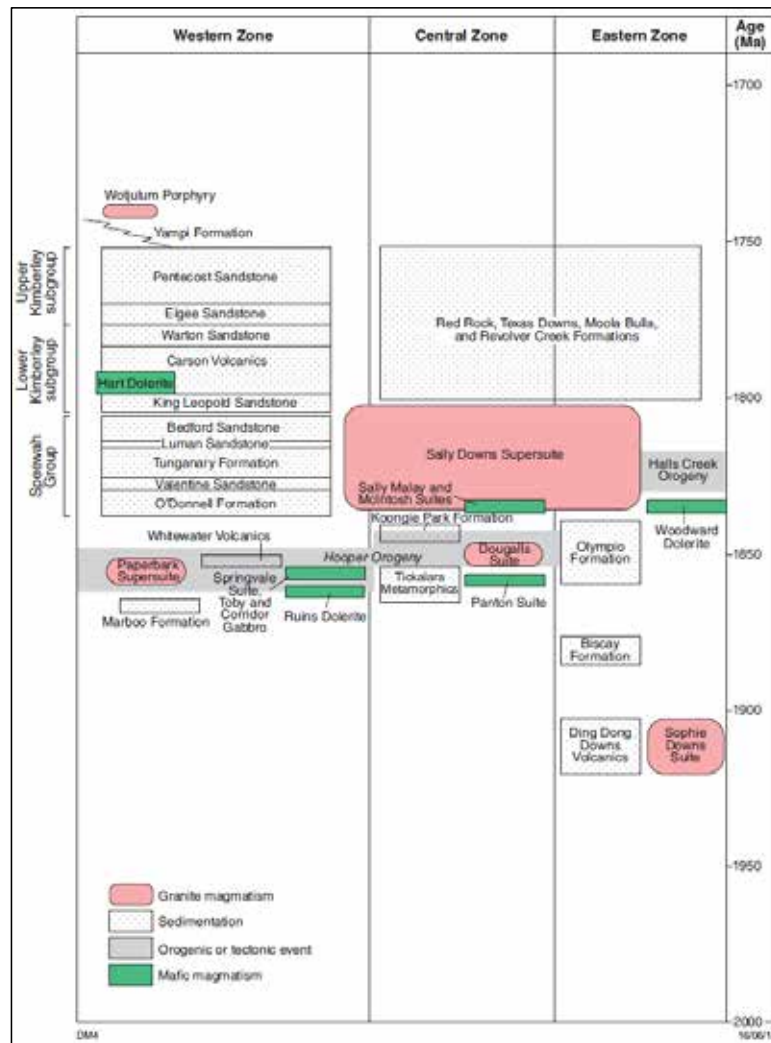 Western Zone
Central Zone
Eastern Zone
Age
(Ma)
1700
Wotjulum Porphyry
Yampi Formation
1750
Upper
Kimberley
subgroup
Pentecost Sandstone
Elgee Sandstone
Red Rock, Texas Downs, Moola Bulla,
and Revolver Creek Formations
Lower
Kimberley
subgroup
Warton Sandstone
Carson Volcanics
Hart Dolerite
King Leopold Sandstone
1800
Speewah
Group
Bedford Sandstone
Luman Sandstone
Tunganary Formation
Valentine Sandstone
O'Donnell Formation
Sally Downs Supersuite
Halls Creek
Orogeny
Sally Malay and
McIntosh Suites
Koongie Park Formation
Woodward
Dolerite
Whitewater Volcanics
Hooper Orogeny
Paperbark
Supersuite
Springvale
Suite,
Toby and
Corridor
Gabbro
Ruins Dolerite
Marboo Formation
Dougalls
Suite
Tickalara
Metamorphics
Panton Suite
Olympio
Formation
1850
Biscay
Formation
1900
Ding Dong
Downs
Volcanics
Sophie
Downs
Suite
1950
Granite magmatism
Sedimentation
Orogenic or tectonic event
Mafic magmatism
2000
DM4